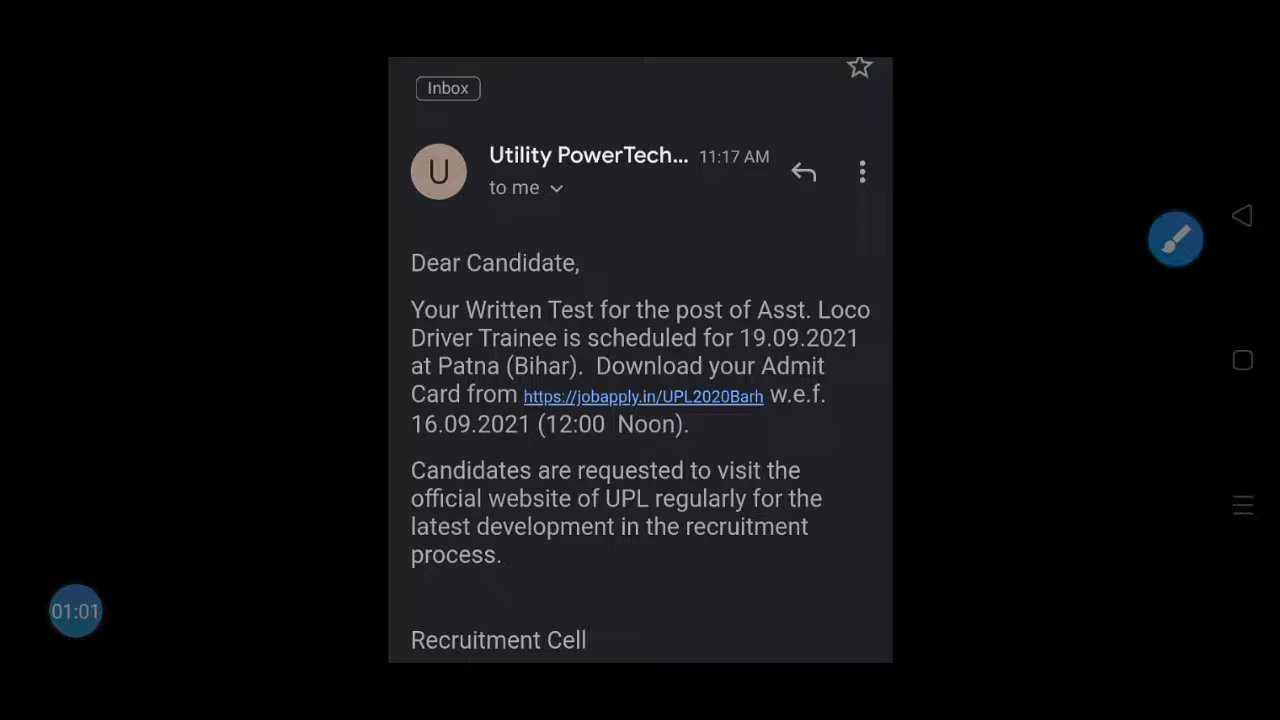 Inbox
U
Utility PowerTech... 11:17 AM
to me
Dear Candidate,
Your Written Test for the post of Asst. Loco
Driver Trainee is scheduled for 19.09.2021
at Patna (Bihar). Download your Admit
Card from https://jobapply.in/UPL2020Barh w.e.f.
16.09.2021 (12:00 Noon).
Candidates are requested to visit the
official website of UPL regularly for the
latest development in the recruitment
process.
01:01
Recruitment Cell